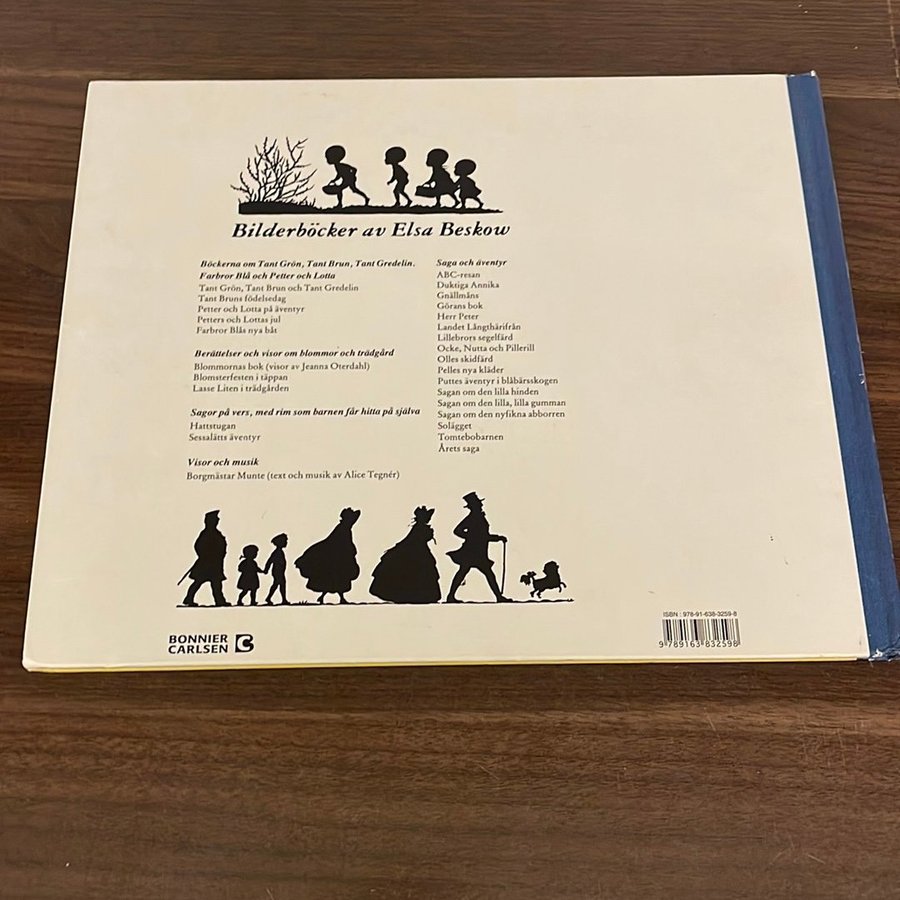 Bilderböcker av Elsa Beskow
Böckerna om Tant Grön, Tant Brun, Tant Gredelin.
Farbror Blå och Petter och Lotta
Tant Grön, Tant Brun och Tant Gredelin
Tant Bruns födelsedag
Petter och Lotta på äventyr
Petters och Lottas jul
Farbror Blås nya båt
Berättelser och visor om blommor och trädgård
Blommornas bok (visor av Jeanna Oterdahl)
Blomsterfesten i täppan
Lasse Liten i trädgården
Sagor på vers, med rim som barnen får hitta på själva
Hattstugan
Sessalätts äventyr
Visor och musik
Borgmästar Munte (text och musik av Alice Tegnér)
Saga och äventyr
ABC-resan
Duktiga Annika
Gnällmåns
Görans bok
Herr Peter
Landet Långthärifrån
Lillebrors segelfärd
Ocke, Nutta och Pillerill
Olles skidfärd
Pelles nya kläder
Puttes äventyr i blåbärsskogen
Sagan om den lilla hinden
Sagan om den lilla, lilla gumman
Sagan om den nyfikna abborren
Solägget
Tomtebobarnen
Årets saga
BONNIER
CARLSEN
ISBN : 978-91-638-3259-8
9 789163 832598